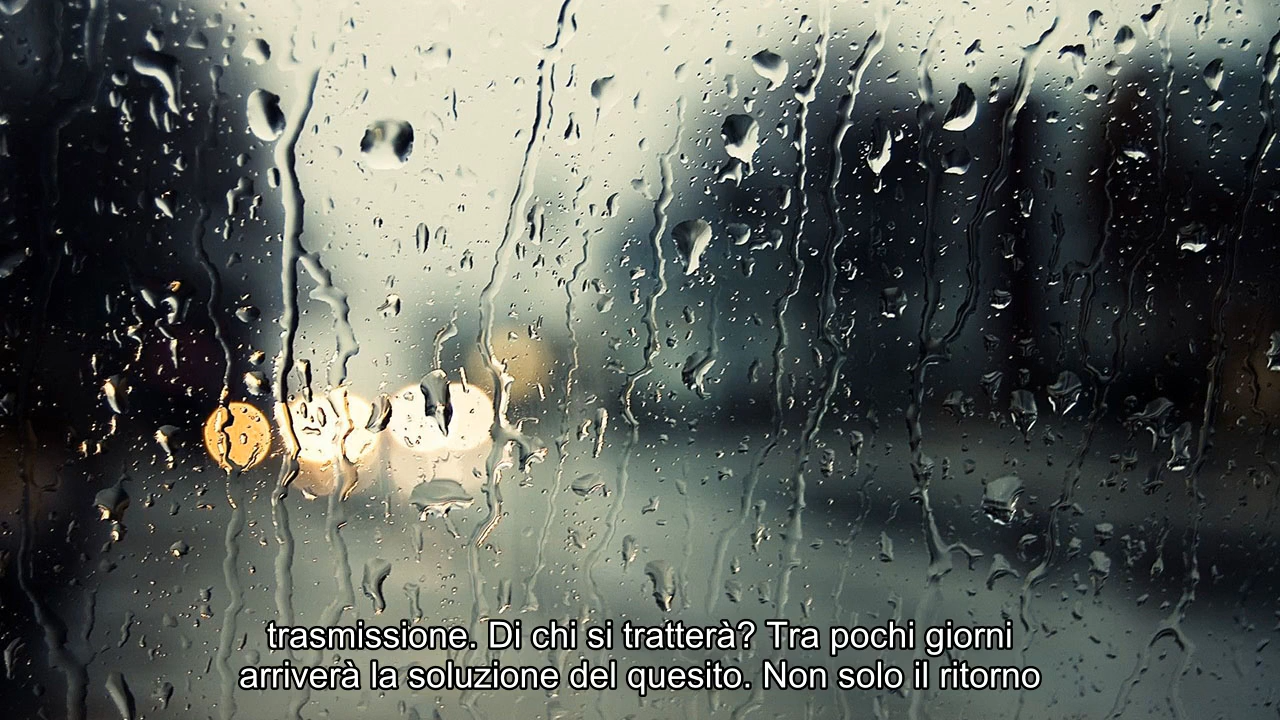 trasmissione. Di chi si tratterà? Tra pochi giorni
arriverà la soluzione del quesito. Non solo il ritorno